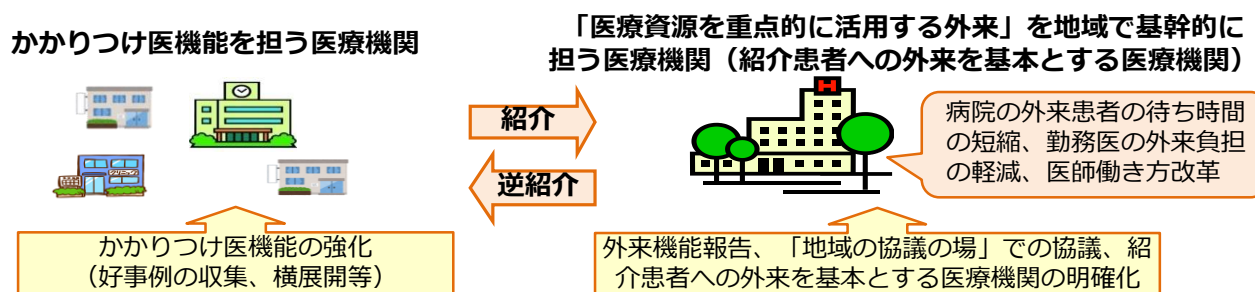 かかりつけ医機能を担う医療機関
「医療資源を重点的に活用する外来」を地域で基幹的に
担う医療機関（紹介患者への外来を基本とする医療機関）
紹介
逆紹介
H
病院の外来患者の待ち時間
の短縮、勤務医の外来負担
の軽減、医師働き方改革
かかりつけ医機能の強化
（好事例の収集、横展開等）
外来機能報告、「地域の協議の場」での協議、紹
介患者への外来を基本とする医療機関の明確化